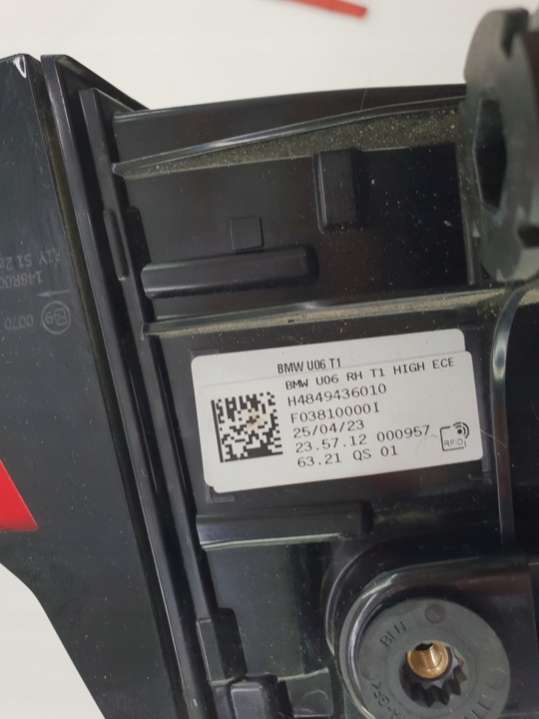 BMW U06 T1
BMW U06 RH T1 HIGH ECE
H4849436010
F03810000I
25/04/23
23.57.12 000957
63.21 QS 01
RFID
0070